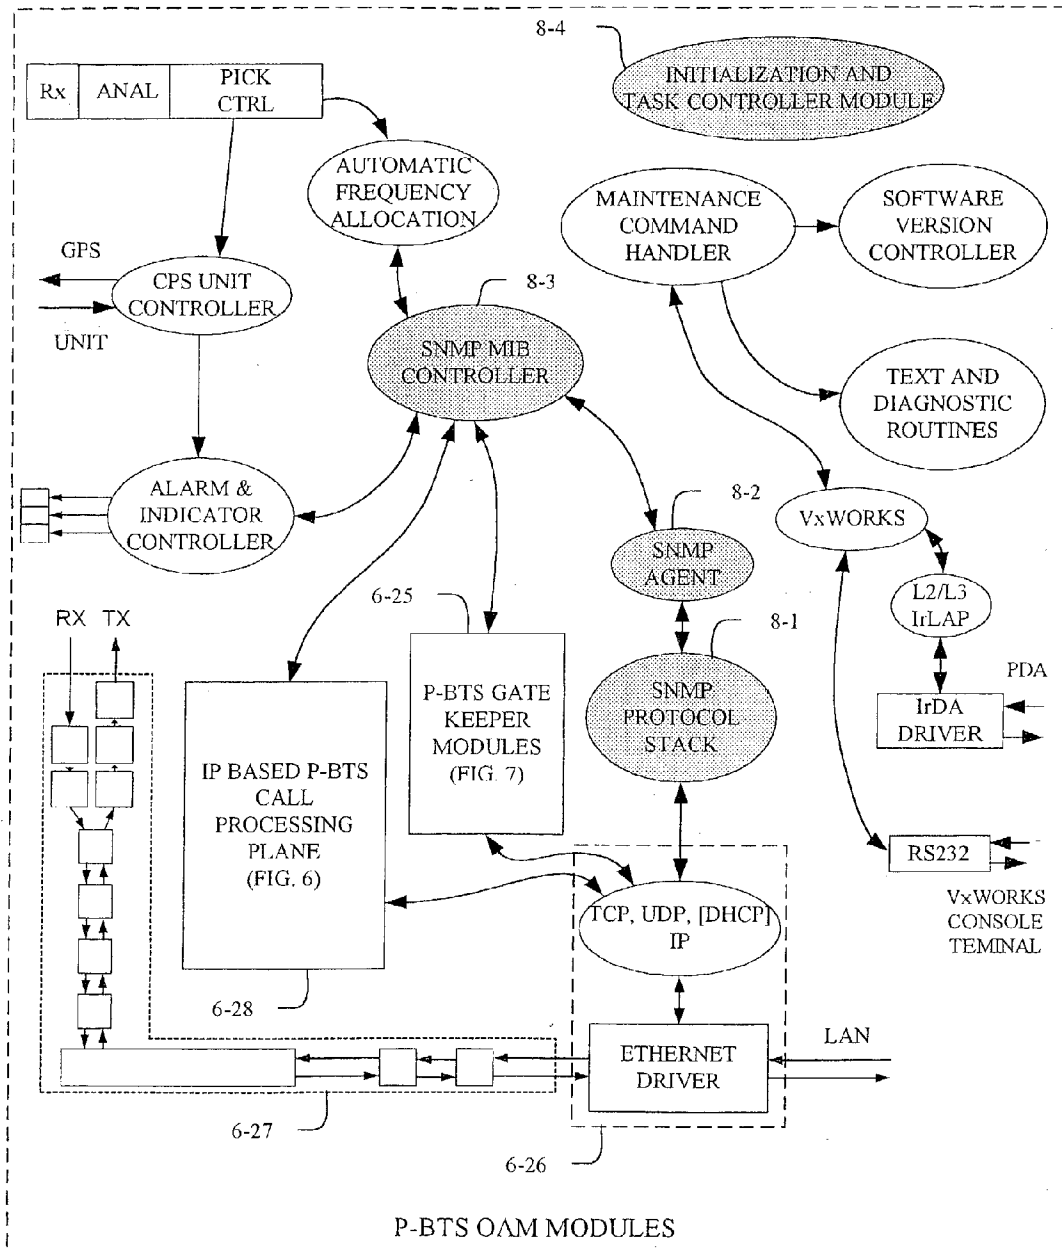 8-4
INITIALIZATION AND
TASK CONTROLLER MODULE
Rx
ANAL
PICK
CTRL
AUTOMATIC
FREQUENCY
ALLOCATION
MAINTENANCE
COMMAND
HANDLER
SOFTWARE
VERSION
CONTROLLER
GPS
CPS UNIT
CONTROLLER
UNIT
8-3
SNMP MIB
CONTROLLER
TEXT AND
DIAGNOSTIC
ROUTINES
ALARM &
INDICATOR
CONTROLLER
8-2
SNMP
AGENT
VxWORKS
L2/L3
IrLAP
6-25
8-1
RX
TX
P-BTS GATE
KEEPER
MODULES
(FIG. 7)
SNMP
PROTOCOL
STACK
PDA
IrDA
DRIVER
IP BASED P-BTS
CALL
PROCESSING
PLANE
(FIG. 6)
RS232
VxWORKS
CONSOLE
TEMINAL
TCP, UDP, [DHCP]
IP
6-28
ETHERNET
DRIVER
LAN
6-27
6-26
P-BTS OAM MODULES